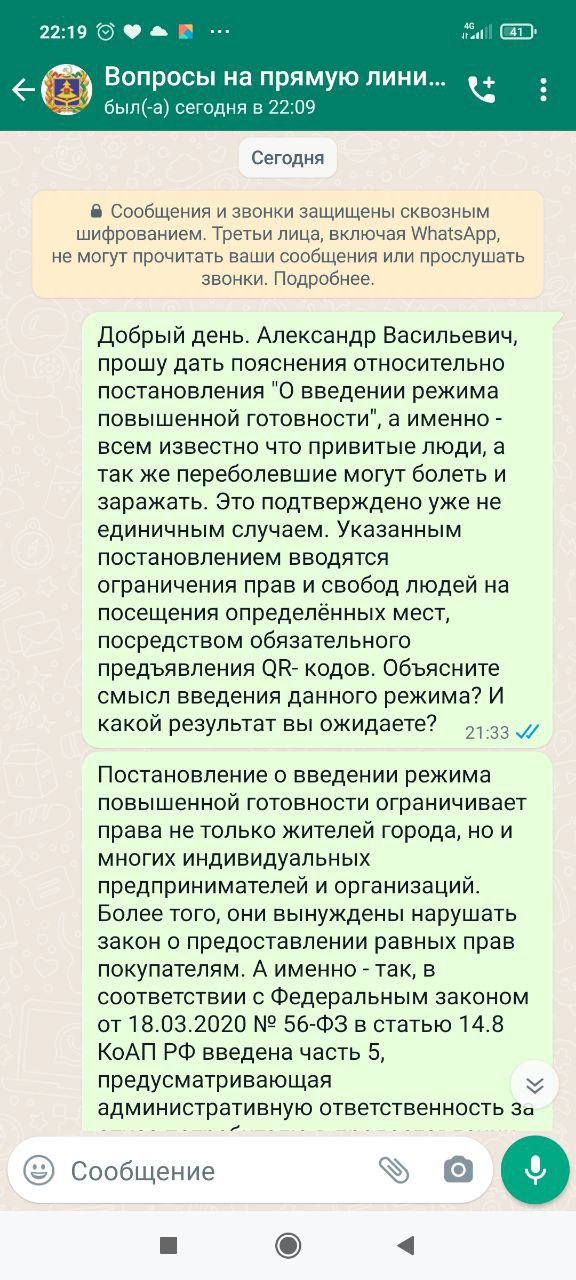 22:19 ... 4G 41
Вопросы на прямую лини...
был(-а) сегодня в 22:09
Сегодня
Сообщения и звонки защищены сквозным
шифрованием. Третьи лица, включая WhatsApp,
не могут прочитать ваши сообщения или прослушать
звонки. Подробнее.
Добрый день. Александр Васильевич,
прошу дать пояснения относительно
постановления "О введении режима
повышенной готовности", а именно -
всем известно что привитые люди, а
так же переболевшие могут болеть и
заражать. Это подтверждено уже не
единичным случаем. Указанным
постановлением вводятся
ограничения прав и свобод людей на
посещения определённых мест,
посредством обязательного
предъявления QR- кодов. Объясните
смысл введения данного режима? И
какой результат вы ожидаете?
21:33
Постановление о введении режима
повышенной готовности ограничивает
права не только жителей города, но и
многих индивидуальных
предпринимателей и организаций.
Более того, они вынуждены нарушать
закон о предоставлении равных прав
покупателям. А именно - так, в
соответствии с Федеральным законом
от 18.03.2020 № 56-ФЗ в статью 14.8
КоАП РФ введена часть 5,
предусматривающая
административную ответственность за
Сообщение